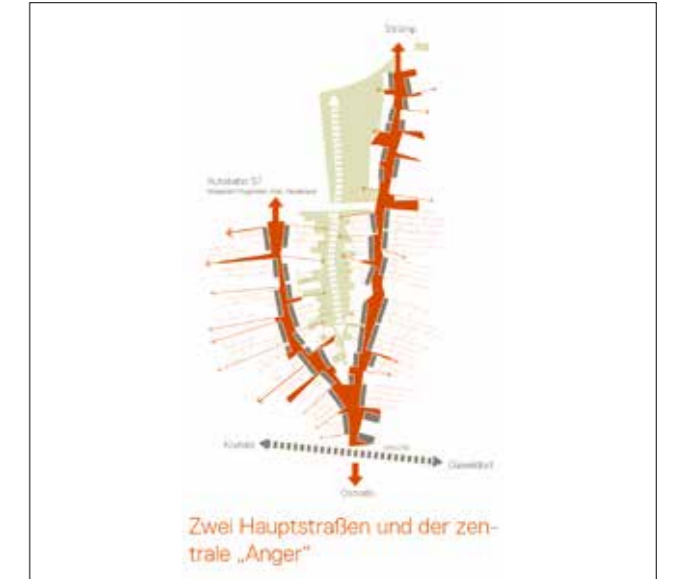 Strümp
Autobahn 57
Krefeld
Düsseldorf
Osterath
Zwei Hauptstraßen und der zen-
trale „Anger“